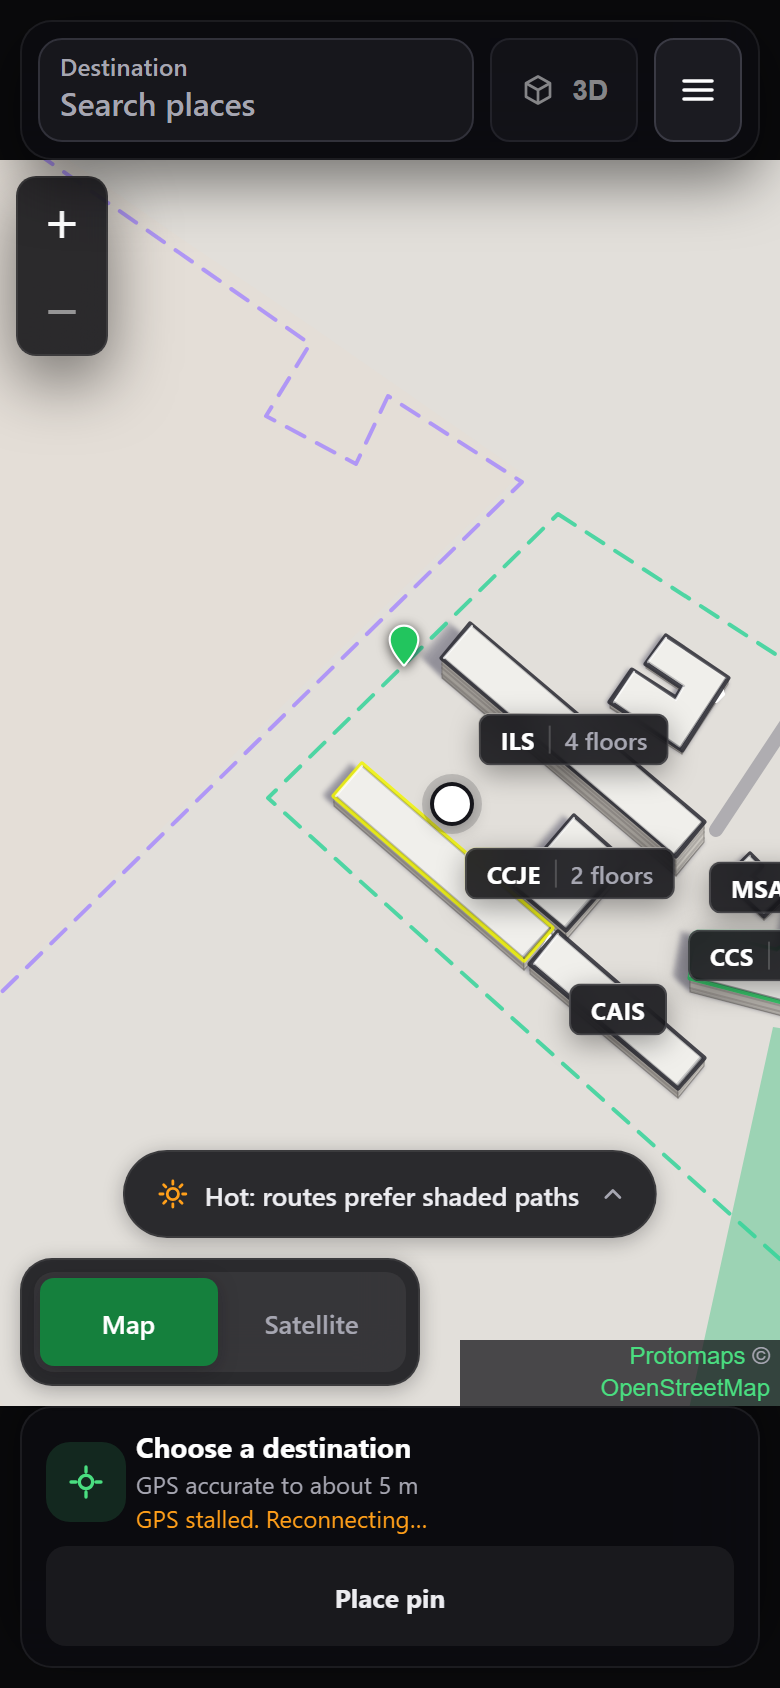 Destination
Search places
3D
+
−
ILS | 4 floors
CCJE | 2 floors
MSA
CCS |
CAIS
Hot: routes prefer shaded paths
Map
Satellite
Protomaps ©
OpenStreetMap
Choose a destination
GPS accurate to about 5 m
GPS stalled. Reconnecting...
Place pin